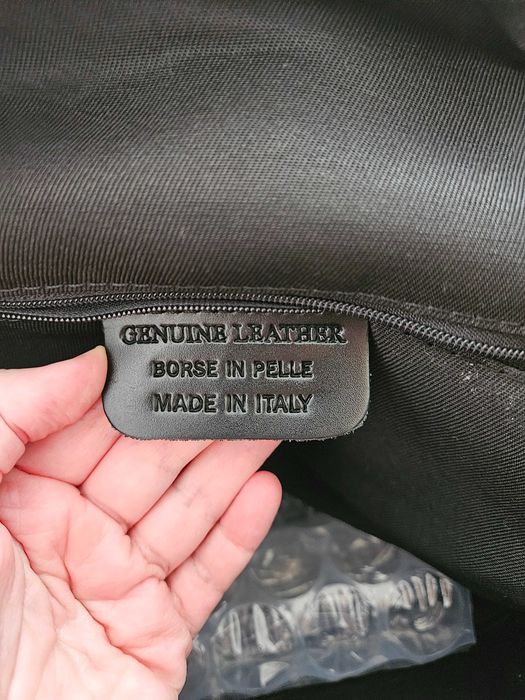 GENUINE LEATHER
BORSE IN PELLE
MADE IN ITALY